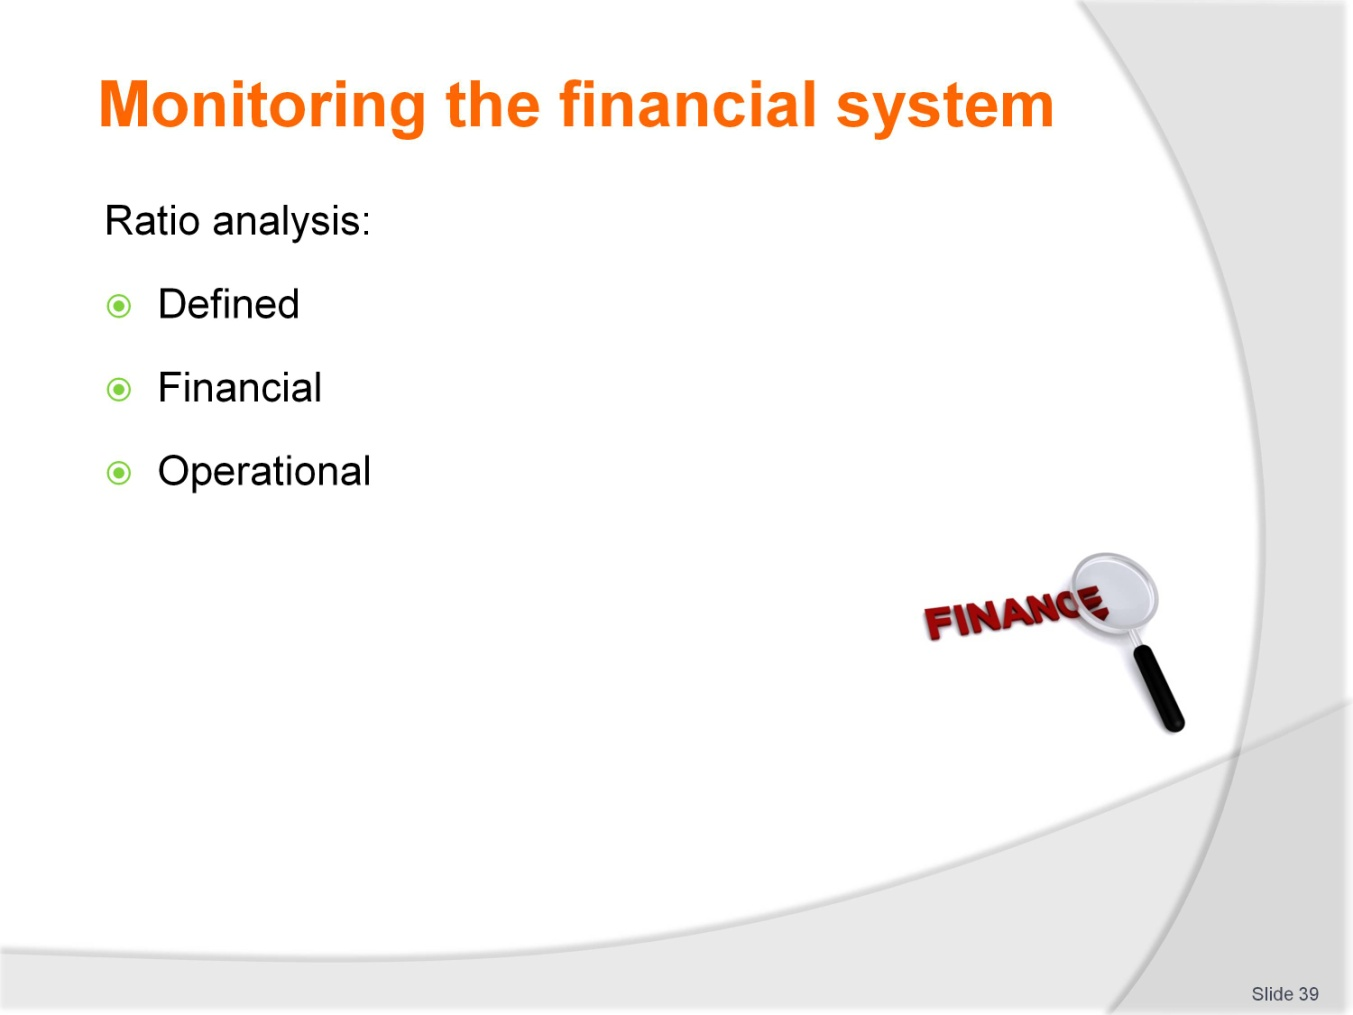 Monitoring the financial system
Ratio analysis:
Defined
Financial
Operational
FINANCE
Slide 39